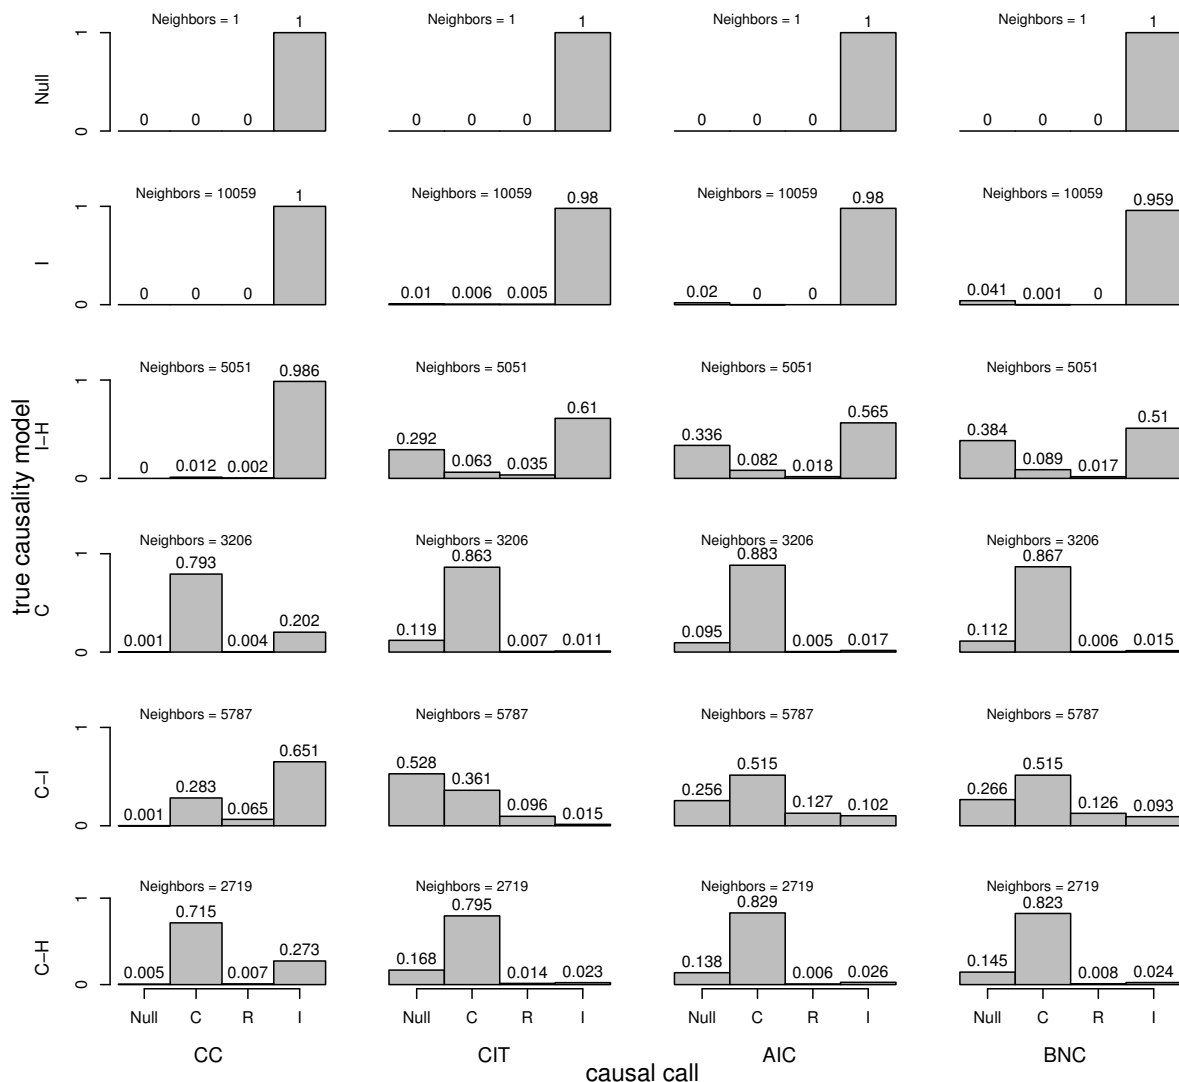 Neighbors = 1 Neighbors = 1 Neighbors = 1 Neighbors = 1
1 1 1 1 1
Null
0 0 0 0 0 0 0 0 0 0 0 0 0
Neighbors = 10059 Neighbors = 10059 Neighbors = 10059 Neighbors = 10059
1 1 0.98 0.98 0.959
I
0 0 0 0 0.01 0.006 0.005 0.02 0 0 0.041 0.001 0
Neighbors = 5051 Neighbors = 5051 Neighbors = 5051 Neighbors = 5051
1 0.986 0.61 0.565 0.51
I−H
0 0 0.012 0.002 0.292 0.063 0.035 0.336 0.082 0.018 0.384 0.089 0.017
true causality model
Neighbors = 3206 Neighbors = 3206 Neighbors = 3206 Neighbors = 3206
1 0.793 0.863 0.883 0.867
C
0 0.001 0.004 0.202 0.119 0.007 0.011 0.095 0.005 0.017 0.112 0.006 0.015
Neighbors = 5787 Neighbors = 5787 Neighbors = 5787 Neighbors = 5787
1
C−I
0 0.001 0.283 0.065 0.651 0.528 0.361 0.096 0.015 0.256 0.515 0.127 0.102 0.266 0.515 0.126 0.093
Neighbors = 2719 Neighbors = 2719 Neighbors = 2719 Neighbors = 2719
1 0.715 0.795 0.829 0.823
C−H
0 0.005 0.007 0.273 0.168 0.014 0.023 0.138 0.006 0.026 0.145 0.008 0.024
Null C R I Null C R I Null C R I Null C R I
CC CIT AIC BNC
causal call